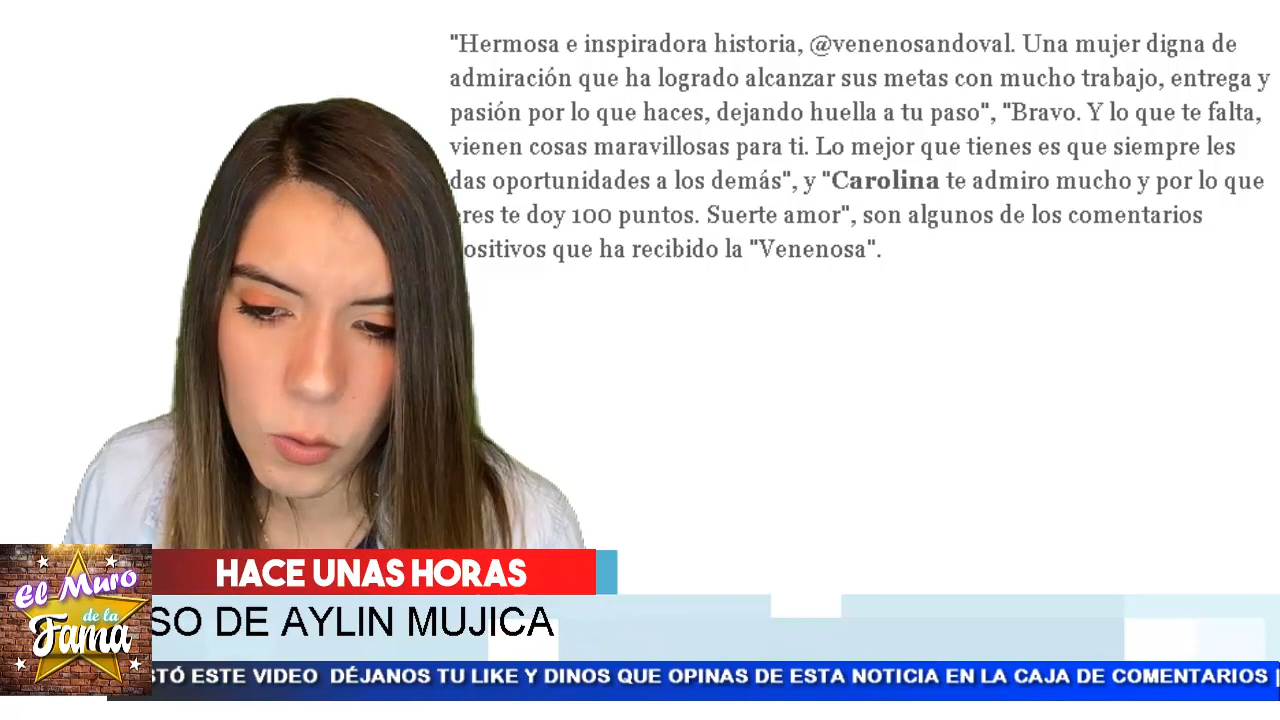 "Hermosa e inspiradora historia, @venenosandoval. Una mujer digna de
admiración que ha logrado alcanzar sus metas con mucho trabajo, entrega y
pasión por lo que haces, dejando huella a tu paso", "Bravo. Y lo que te falta,
vienen cosas maravillosas para ti. Lo mejor que tienes es que siempre les
das oportunidades a los demás", y "Carolina te admiro mucho y por lo que
eres te doy 100 puntos. Suerte amor", son algunos de los comentarios
positivos que ha recibido la "Venenosa".
HACE UNAS HORAS
SO DE AYLIN MUJICA
El Muro
de la
Fama
STÓ ESTE VIDEO DÉJANOS TU LIKE Y DINOS QUE OPINAS DE ESTA NOTICIA EN LA CAJA DE COMENTARIOS |